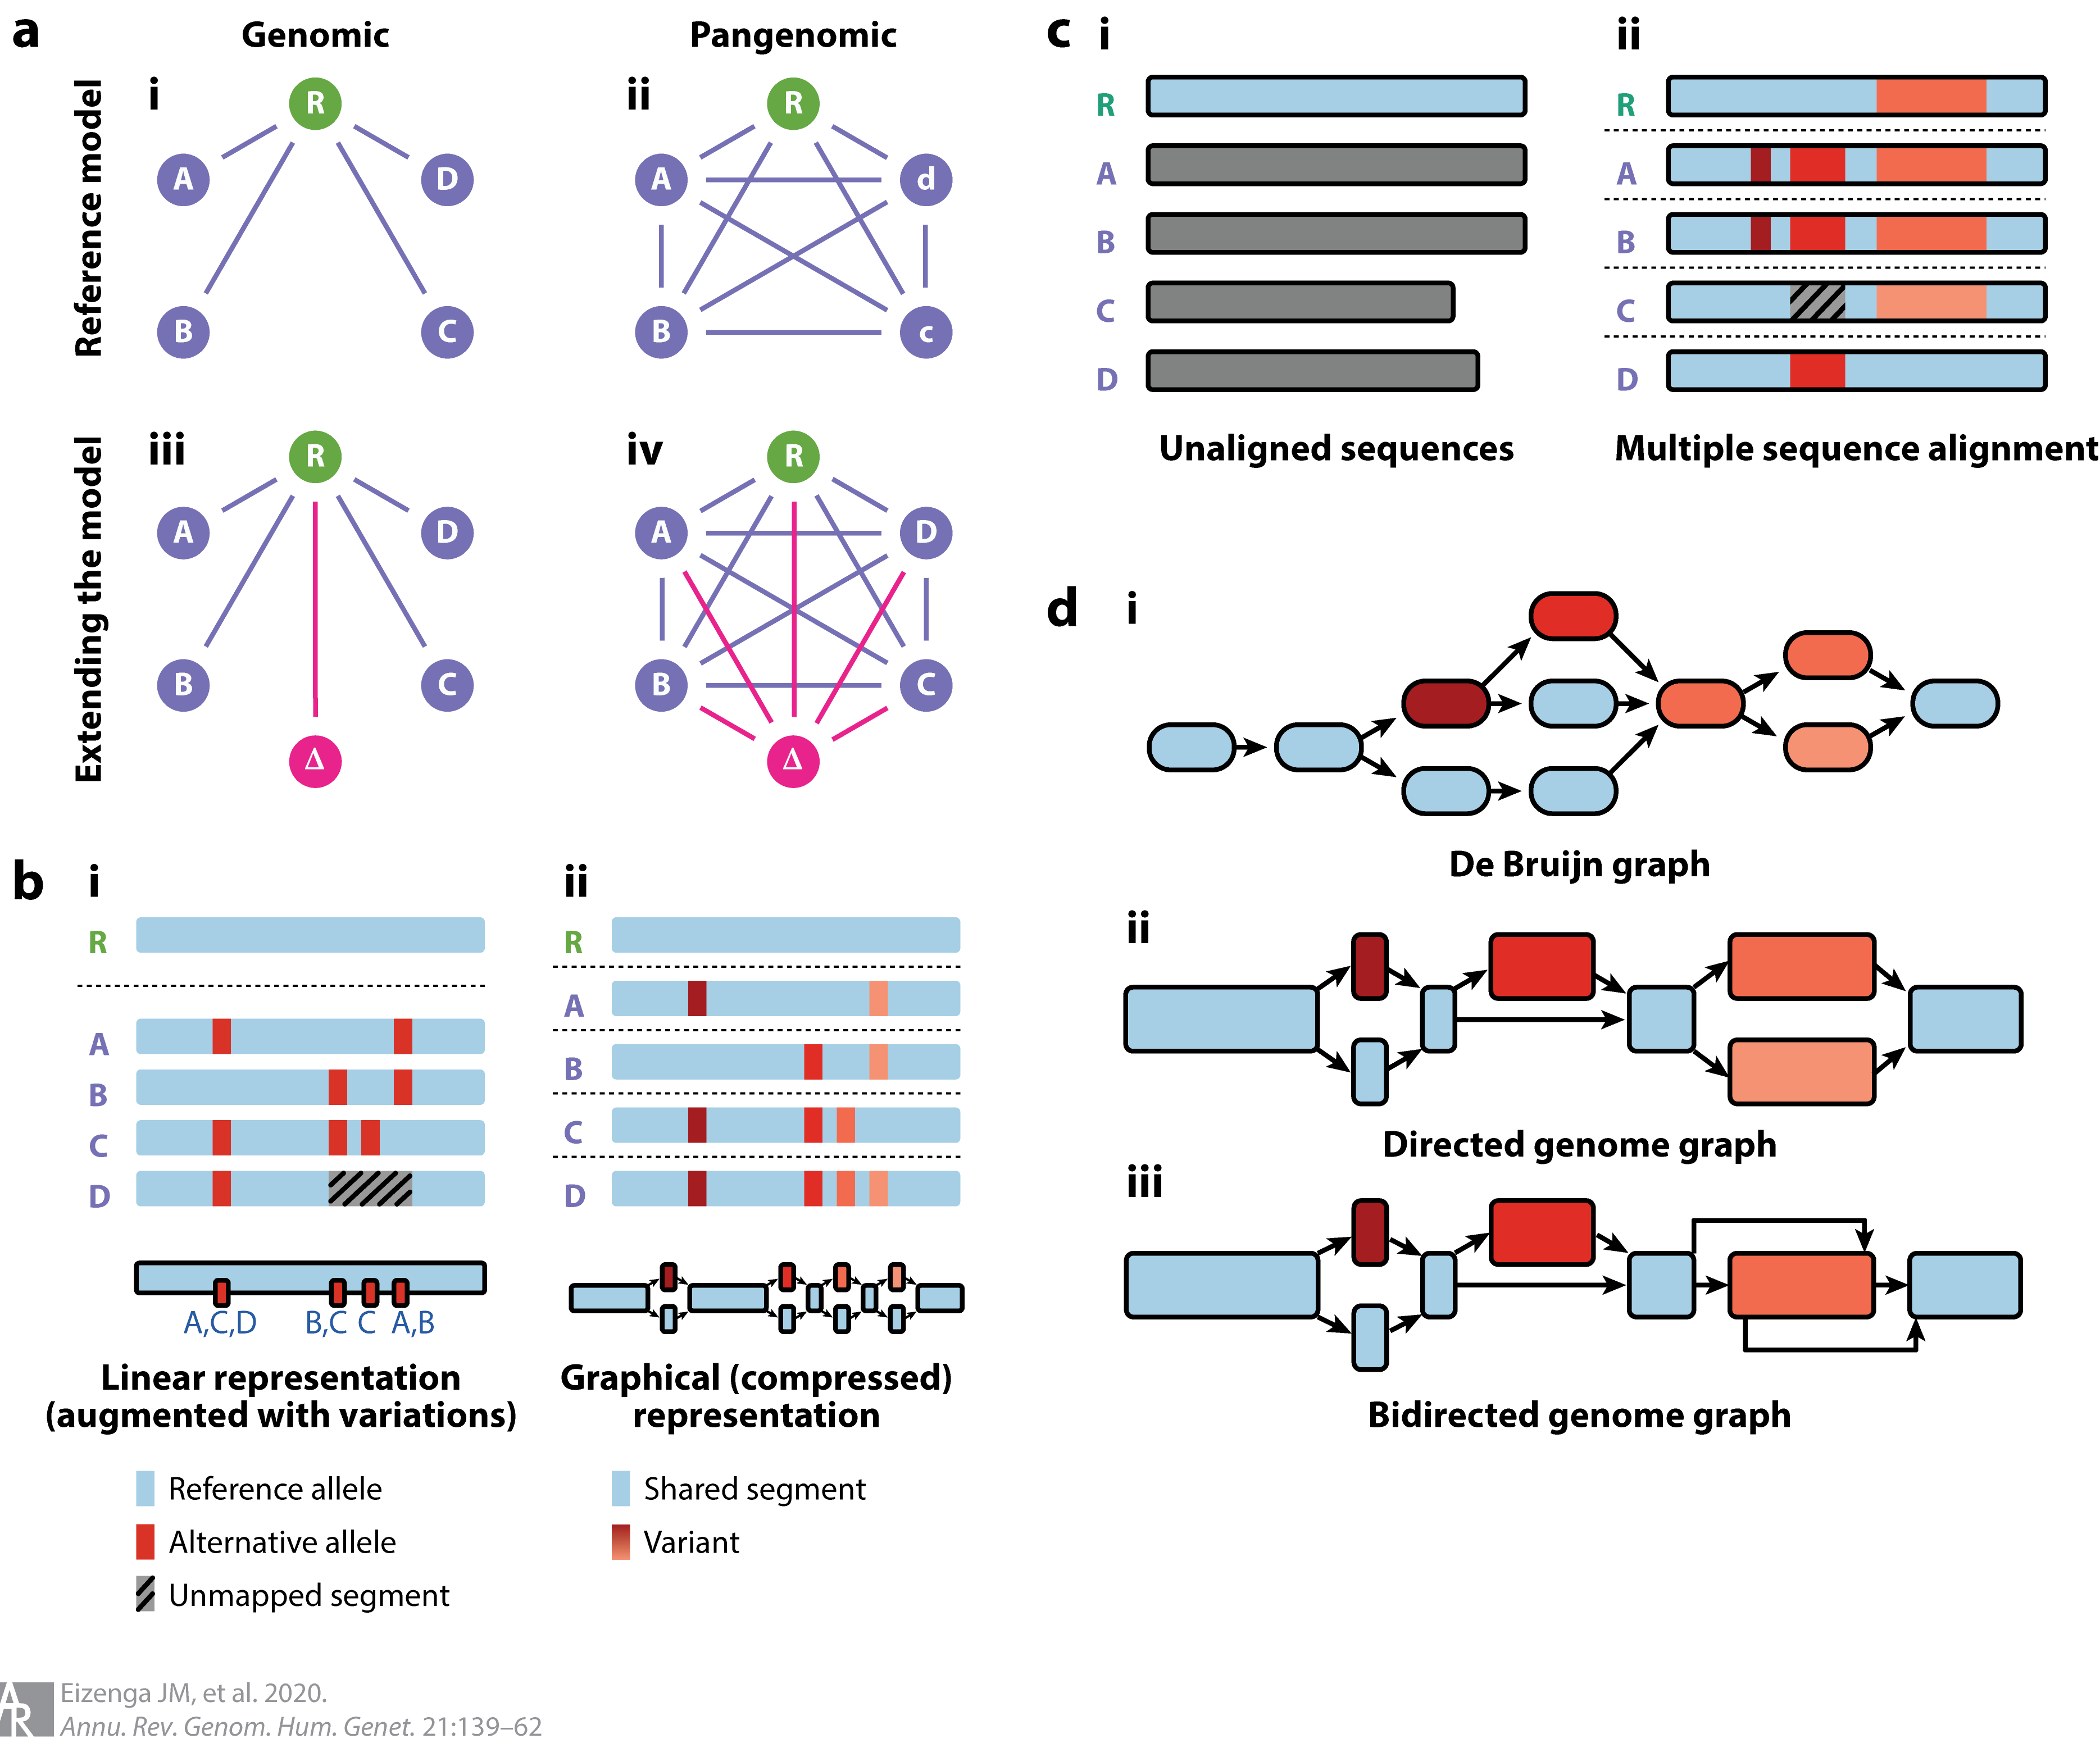 a
Genomic
Pangenomic
Reference model
i
R
A
D
B
C
ii
R
A
d
B
c
Extending the model
iii
R
A
D
B
C
Δ
iv
R
A
D
B
C
Δ
b
i
R
A
B
C
D
A,C,D B,C C A,B
Linear representation
(augmented with variations)
Reference allele
Alternative allele
Unmapped segment
ii
R
A
B
C
D
Graphical (compressed)
representation
Shared segment
Variant
c
i
R
A
B
C
D
Unaligned sequences
ii
R
A
B
C
D
Multiple sequence alignment
d
i
De Bruijn graph
ii
Directed genome graph
iii
Bidirected genome graph
AR
Eizenga JM, et al. 2020.
Annu. Rev. Genom. Hum. Genet. 21:139–62